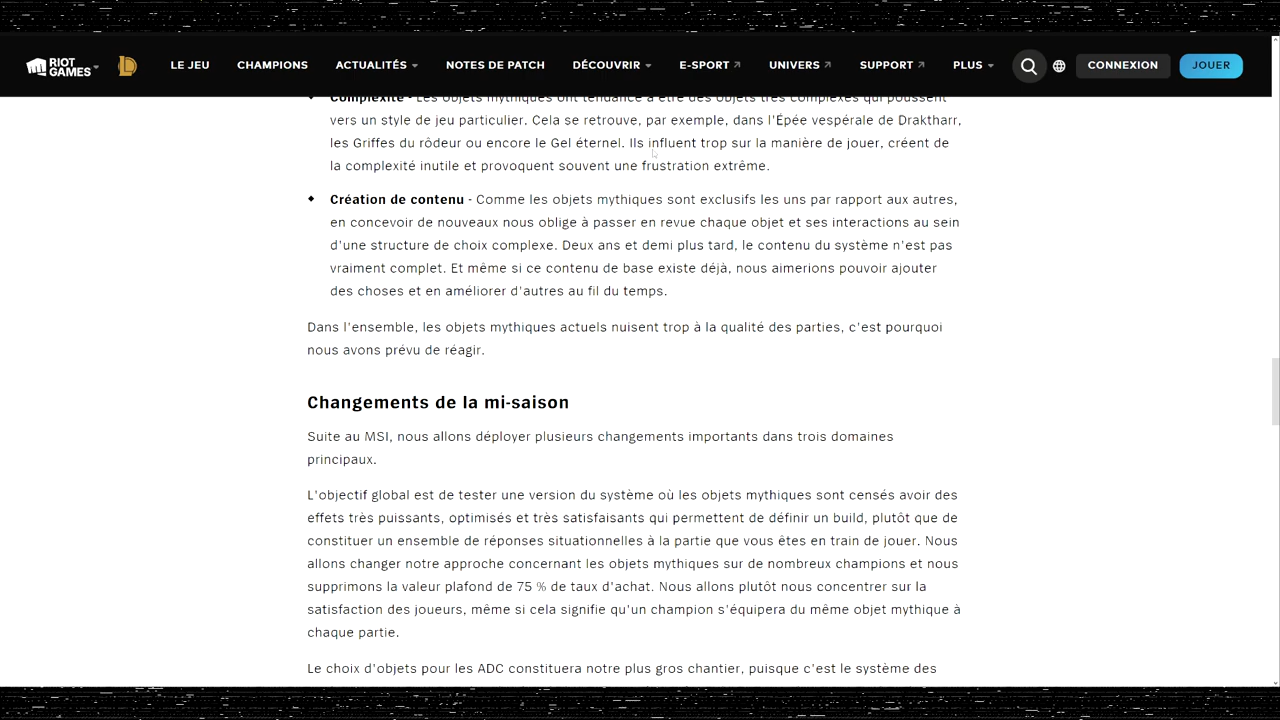 RIOT GAMES
LE JEU
CHAMPIONS
ACTUALITÉS
NOTES DE PATCH
DÉCOUVRIR
E-SPORT
UNIVERS
SUPPORT
PLUS
CONNEXION
JOUER
Complexité - Les objets mythiques ont tendance à être des objets très complexes qui poussent
vers un style de jeu particulier. Cela se retrouve, par exemple, dans l'Épée vespérale de Draktharr,
les Griffes du rôdeur ou encore le Gel éternel. Ils influent trop sur la manière de jouer, créent de
la complexité inutile et provoquent souvent une frustration extrême.
Création de contenu - Comme les objets mythiques sont exclusifs les uns par rapport aux autres,
en concevoir de nouveaux nous oblige à passer en revue chaque objet et ses interactions au sein
d'une structure de choix complexe. Deux ans et demi plus tard, le contenu du système n'est pas
vraiment complet. Et même si ce contenu de base existe déjà, nous aimerions pouvoir ajouter
des choses et en améliorer d'autres au fil du temps.
Dans l'ensemble, les objets mythiques actuels nuisent trop à la qualité des parties, c'est pourquoi
nous avons prévu de réagir.
Changements de la mi-saison
Suite au MSI, nous allons déployer plusieurs changements importants dans trois domaines
principaux.
L'objectif global est de tester une version du système où les objets mythiques sont censés avoir des
effets très puissants, optimisés et très satisfaisants qui permettent de définir un build, plutôt que de
constituer un ensemble de réponses situationnelles à la partie que vous êtes en train de jouer. Nous
allons changer notre approche concernant les objets mythiques sur de nombreux champions et nous
supprimons la valeur plafond de 75 % de taux d'achat. Nous allons plutôt nous concentrer sur la
satisfaction des joueurs, même si cela signifie qu'un champion s'équipera du même objet mythique à
chaque partie.
Le choix d'objets pour les ADC constituera notre plus gros chantier, puisque c'est le système des